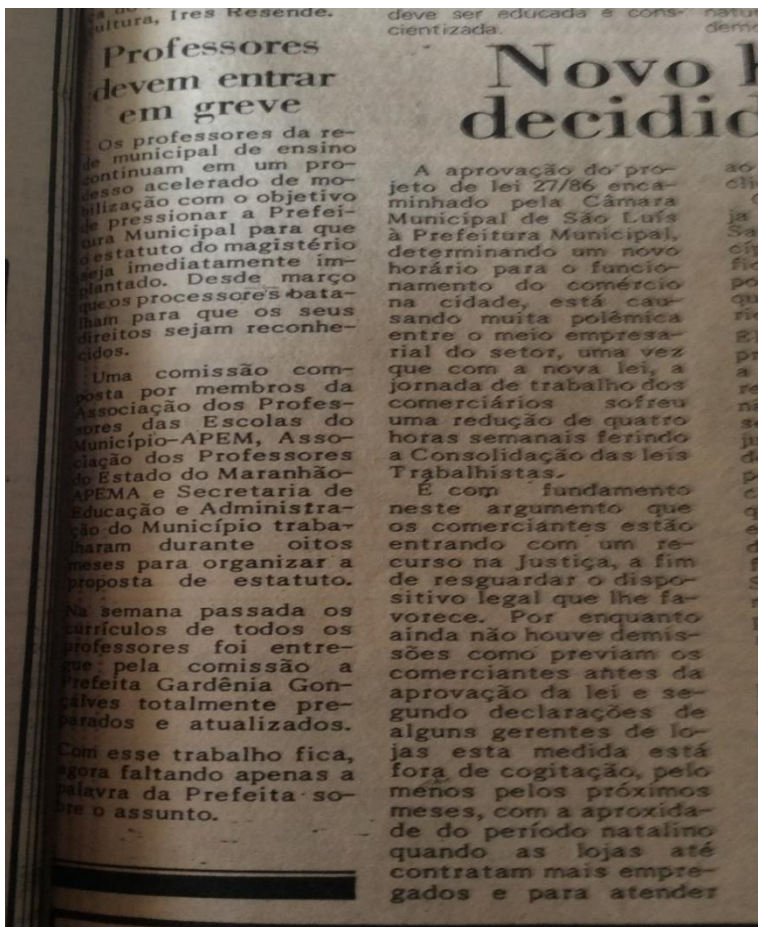 ultura, Ires Resende.
Professores
devem entrar
em greve
Os professores da re-
de municipal de ensino
continuam em um pro-
cesso acelerado de mo-
bilização com o objetivo
de pressionar a Prefei-
tura Municipal para que
o estatuto do magistério
seja imediatamente im-
plantado. Desde março
que os processores bata-
lham para que os seus
direitos sejam reconhe-
cidos.
Uma comissão com-
posta por membros da
Associação dos Profes-
sores das Escolas do
Município-APEM, Asso-
ciação dos Professores
do Estado do Maranhão-
APEMA e Secretaria de
Educação e Administra-
ção do Município traba-
lharam durante oitos
meses para organizar a
proposta de estatuto.
Na semana passada os
currículos de todos os
professores foi entre-
gue pela comissão a
Prefeita Gardênia Gon-
çalves totalmente pre-
parados e atualizados.
Com esse trabalho fica,
agora faltando apenas a
palavra da Prefeita so-
bre o assunto.
deve ser educada e cons-
cientizada.
Novo
decidid
A aprovação do pro-
jeto de lei 27/86 enca-
minhado pela Câmara
Municipal de São Luís
à Prefeitura Municipal,
determinando um novo
horário para o funcio-
namento do comércio
na cidade, está cau-
sando muita polêmica
entre o meio empresa-
rial do setor, uma vez
que com a nova lei, a
jornada de trabalho dos
comerciários sofreu
uma redução de quatro
horas semanais ferindo
a Consolidação das leis
Trabalhistas.
E com fundamento
neste argumento que
os comerciantes estão
entrando com um re-
curso na Justiça, a fim
de resguardar o dispo-
sitivo legal que lhe fa-
vorece. Por enquanto
ainda não houve demis-
sões como previam os
comerciantes antes da
aprovação da lei e se-
gundo declarações de
alguns gerentes de lo-
jas esta medida está
fora de cogitação, pelo
menos pelos próximos
meses, com a aproxida-
de do período natalino
quando as lojas até
contratam mais empre-
gados e para atender